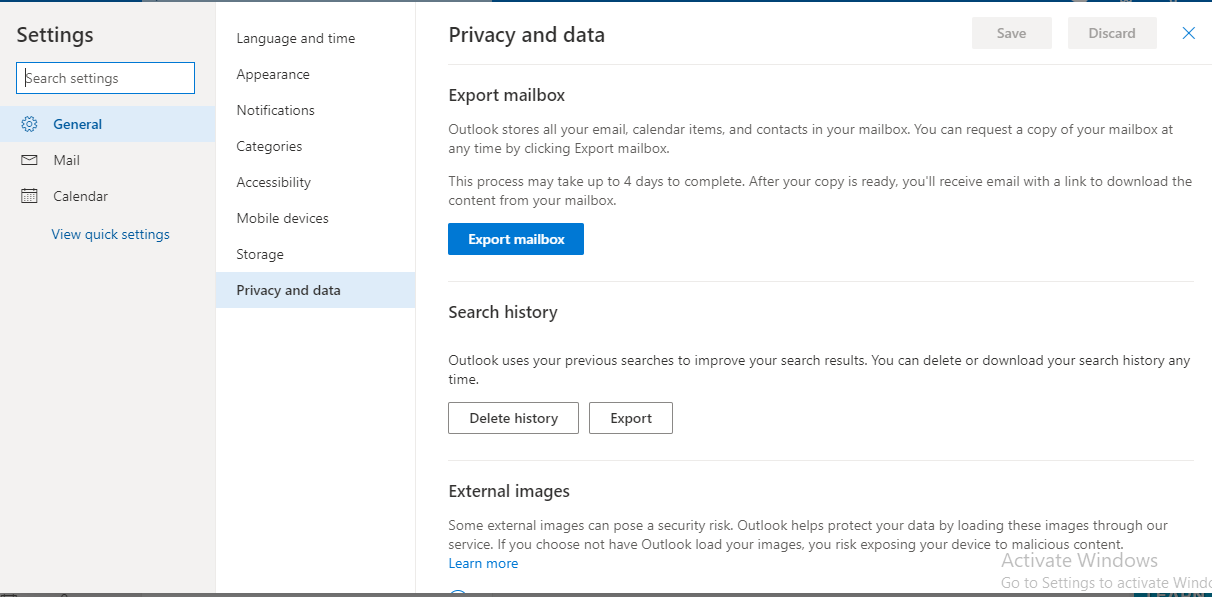 Settings
Search settings
General
Mail
Calendar
View quick settings
Language and time
Appearance
Notifications
Categories
Accessibility
Mobile devices
Storage
Privacy and data
Privacy and data
Save
Discard
Export mailbox
Outlook stores all your email, calendar items, and contacts in your mailbox. You can request a copy of your mailbox at
any time by clicking Export mailbox.
This process may take up to 4 days to complete. After your copy is ready, you'll receive email with a link to download the
content from your mailbox.
Export mailbox
Search history
Outlook uses your previous searches to improve your search results. You can delete or download your search history any
time.
Delete history
Export
External images
Some external images can pose a security risk. Outlook helps protect your data by loading these images through our
service. If you choose not have Outlook load your images, you risk exposing your device to malicious content.
Learn more
Activate Windows
Go to Settings to activate Wind